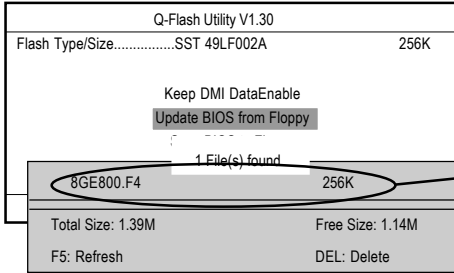 Q-Flash Utility V1.30
Flash Type/Size................SST 49LF002A 256K
Keep DMI DataEnable
Update BIOS from Floppy
1 File(s) found
8GE800.F4 256K
Total Size: 1.39M Free Size: 1.14M
F5: Refresh DEL: Delete